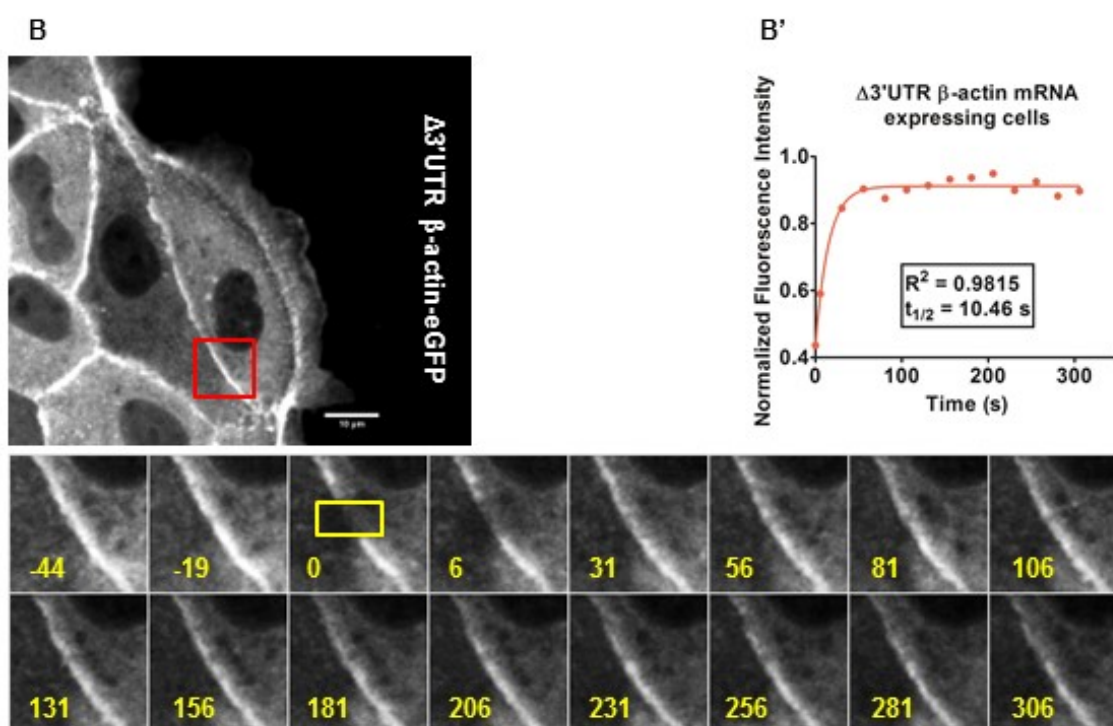 B
Δ3'UTR β-actin-eGFP
10 μm
B'
Δ3'UTR β-actin mRNA
expressing cells
Normalized Fluorescence Intensity
1.0
0.8
0.6
0.4
0 100 200 300
Time (s)
R² = 0.9815
t₁/₂ = 10.46 s
-44 -19 0 6 31 56 81 106
131 156 181 206 231 256 281 306